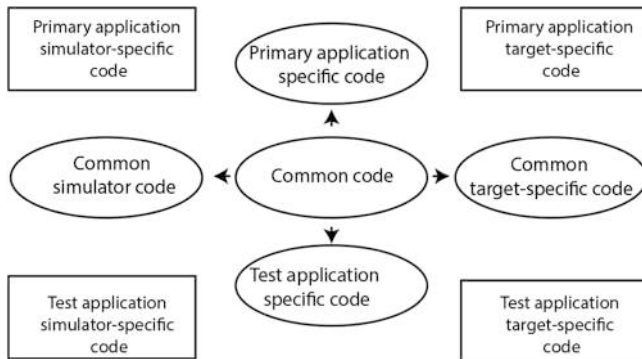 Primary application
simulator-specific
code
Primary application
specific code
Primary application
target-specific
code
Common
simulator code
Common code
Common
target-specific code
Test application
simulator-specific
code
Test application
specific code
Test application
target-specific
code